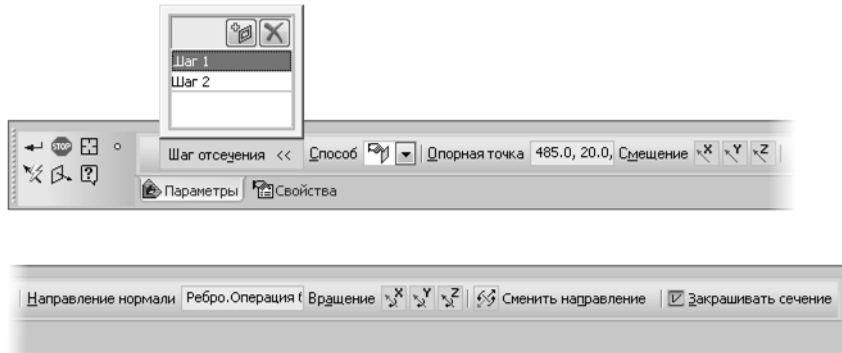 Шаг 1
Шаг 2
STOP
Шаг отсечения << Способ Опорная точка 485.0, 20.0, Смещение X Y Z
Параметры Свойства
Направление нормали Ребро.Операция Вращение X Y Z Сменить направление Закрашивать сечение